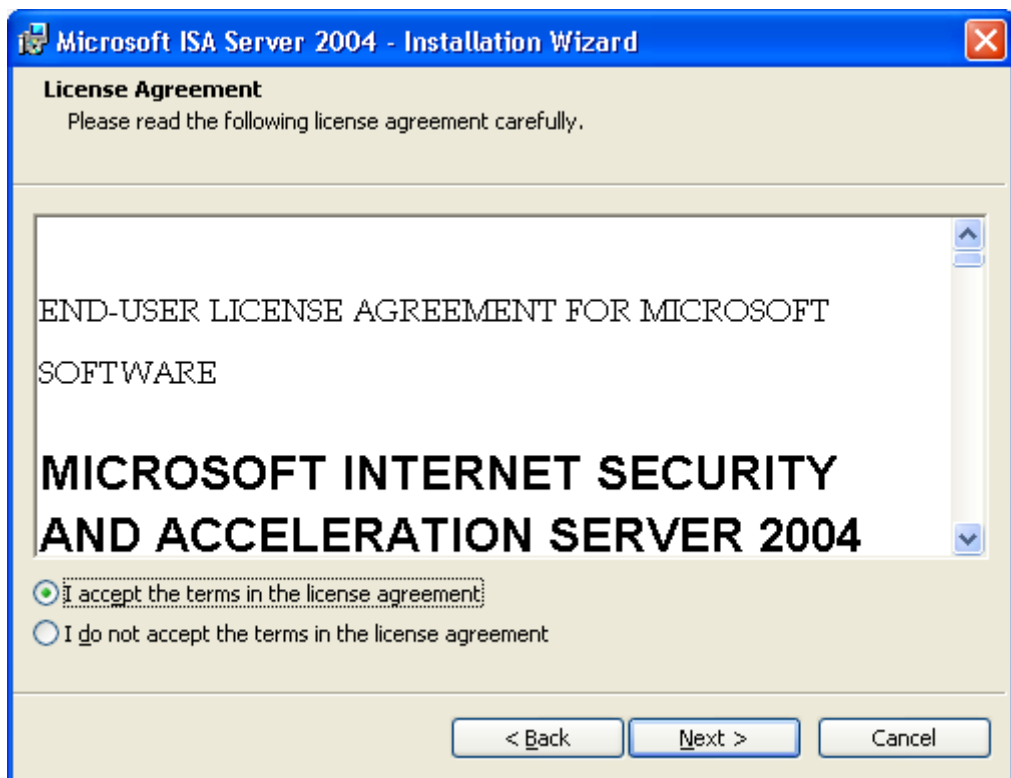 Microsoft ISA Server 2004 - Installation Wizard
License Agreement
Please read the following license agreement carefully.
END-USER LICENSE AGREEMENT FOR MICROSOFT
SOFTWARE
MICROSOFT INTERNET SECURITY
AND ACCELERATION SERVER 2004
I accept the terms in the license agreement
I do not accept the terms in the license agreement
< Back Next > Cancel